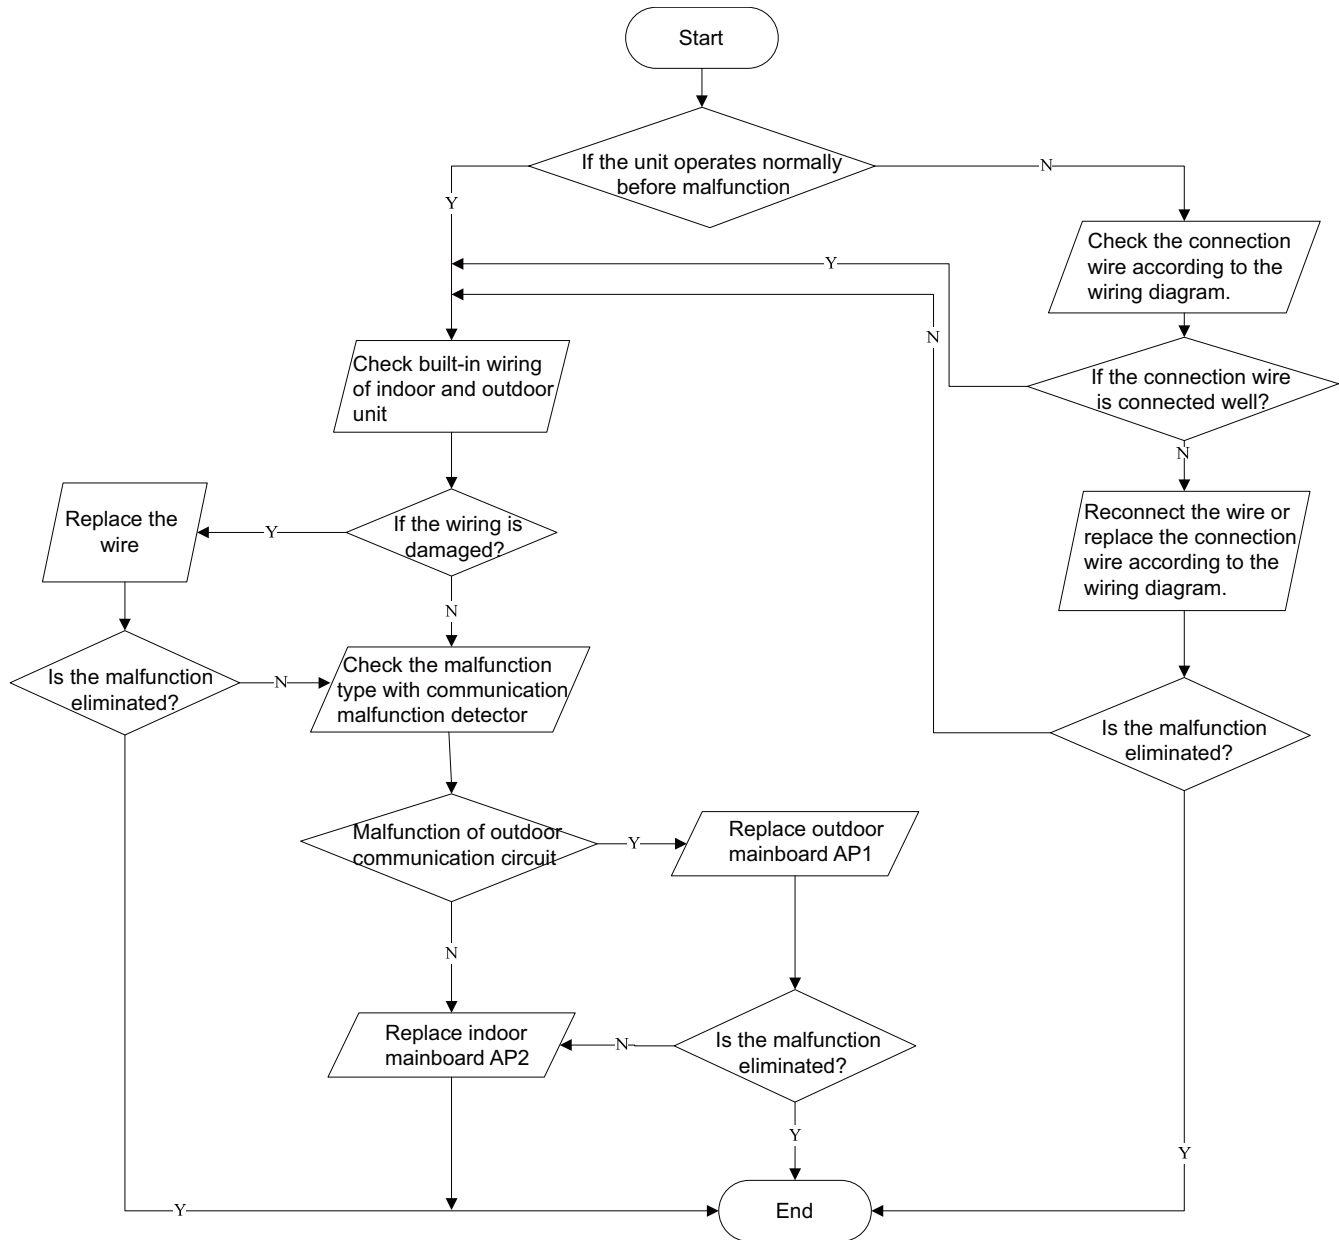 Start
If the unit operates normally
before malfunction
N
Y
Check the connection
wire according to the
wiring diagram.
Y
N
Check built-in wiring
of indoor and outdoor
unit
If the connection wire
is connected well?
N
Replace the
wire
Y
If the wiring is
damaged?
Reconnect the wire or
replace the connection
wire according to the
wiring diagram.
N
Is the malfunction
eliminated?
N
Check the malfunction
type with communication
malfunction detector
Is the malfunction
eliminated?
Malfunction of outdoor
communication circuit
Y
Replace outdoor
mainboard AP1
N
Replace indoor
mainboard AP2
N
Is the malfunction
eliminated?
Y
Y
Y
End